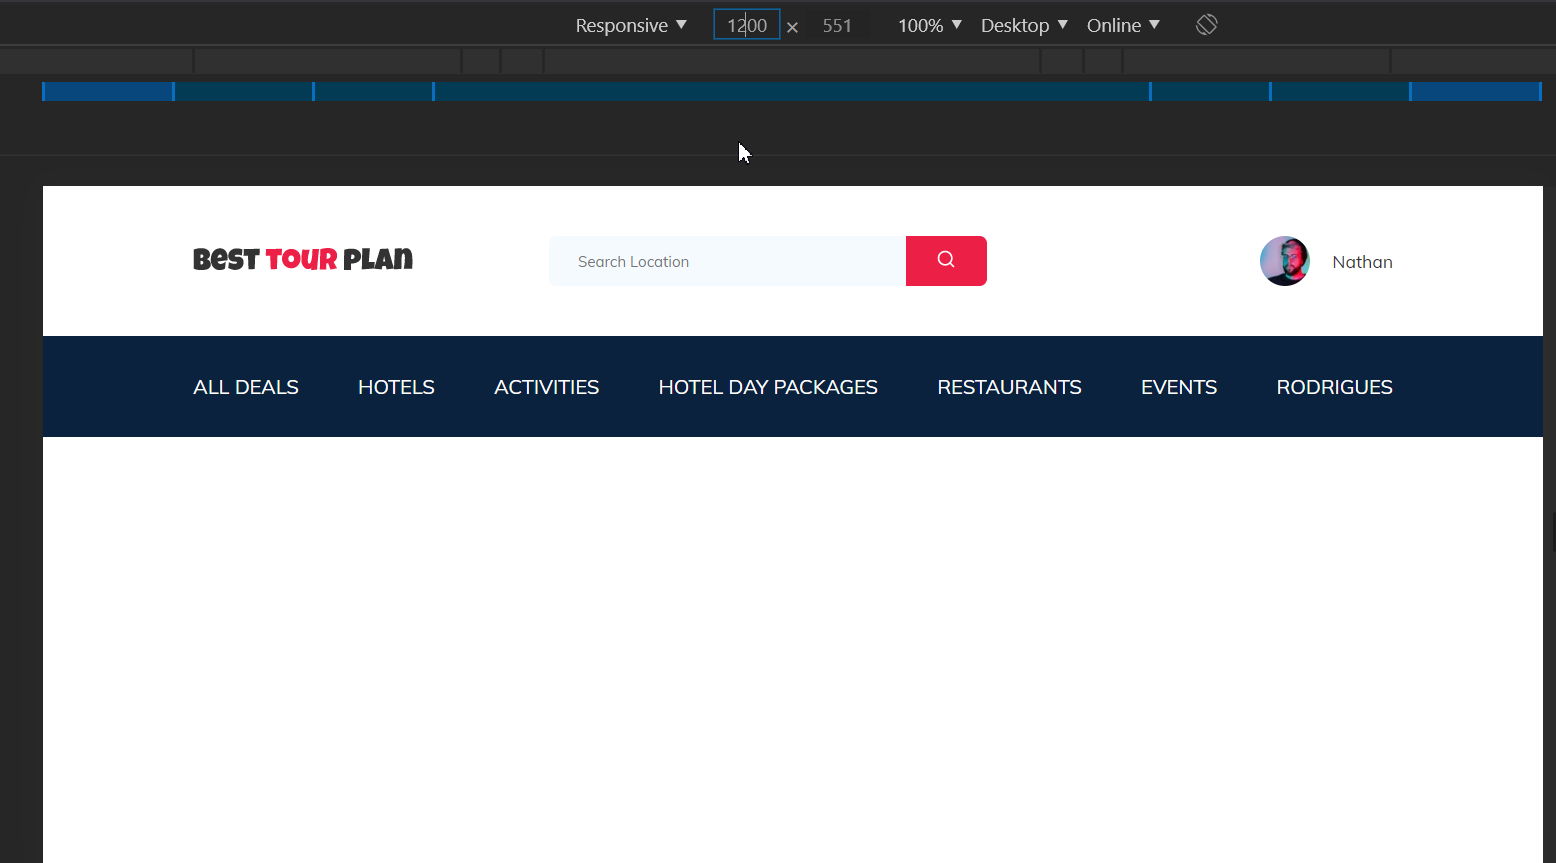 Responsive ▼ 1200 × 551 100% ▼ Desktop ▼ Online ▼
BEST TOUR PLAN Search Location Nathan
ALL DEALS HOTELS ACTIVITIES HOTEL DAY PACKAGES RESTAURANTS EVENTS RODRIGUES